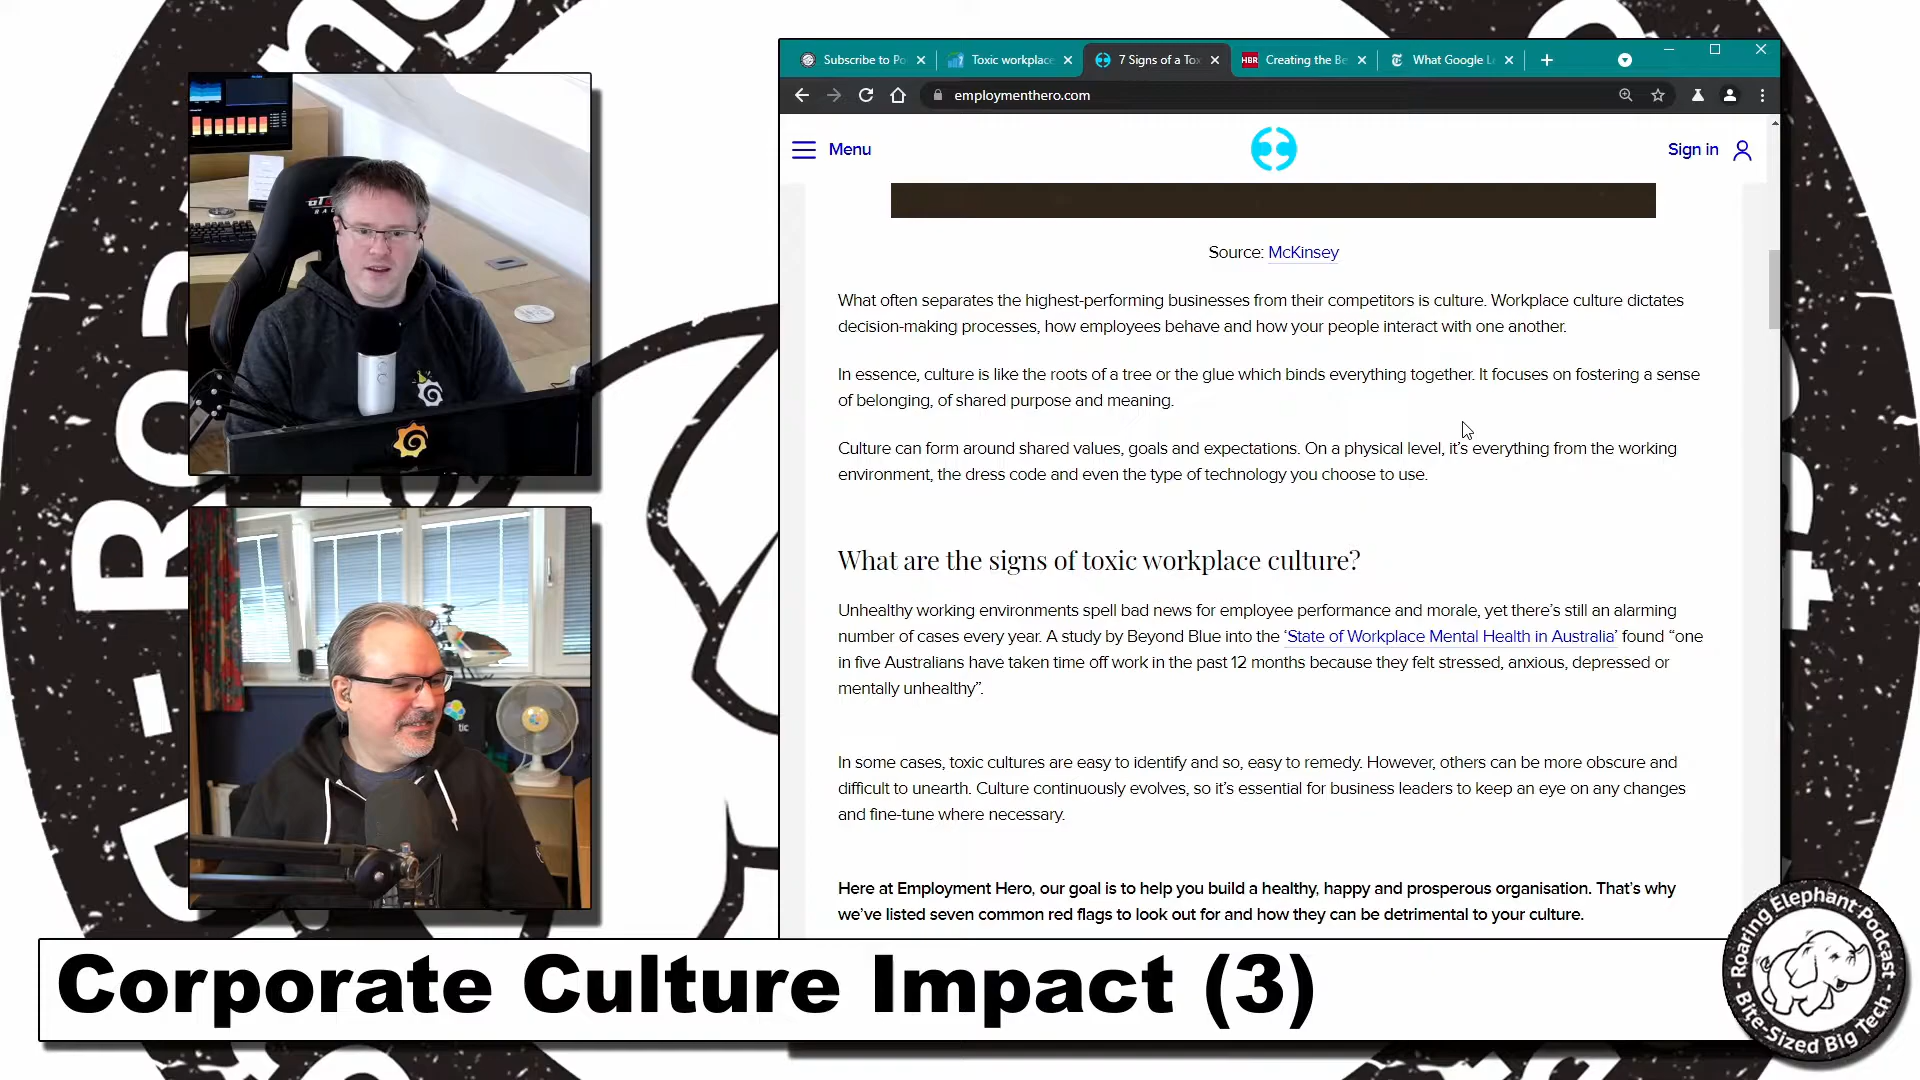 Subscribe to Po
Toxic workplace
7 Signs of a To
HBR
Creating the Be
What Google L
employmenthero.com
Menu
Sign in
Source: McKinsey
What often separates the highest-performing businesses from their competitors is culture. Workplace culture dictates
decision-making processes, how employees behave and how your people interact with one another.
In essence, culture is like the roots of a tree or the glue which binds everything together. It focuses on fostering a sense
of belonging, of shared purpose and meaning.
Culture can form around shared values, goals and expectations. On a physical level, it’s everything from the working
environment, the dress code and even the type of technology you choose to use.
What are the signs of toxic workplace culture?
Unhealthy working environments spell bad news for employee performance and morale, yet there’s still an alarming
number of cases every year. A study by Beyond Blue into the ‘State of Workplace Mental Health in Australia’ found “one
in five Australians have taken time off work in the past 12 months because they felt stressed, anxious, depressed or
mentally unhealthy”.
In some cases, toxic cultures are easy to identify and so, easy to remedy. However, others can be more obscure and
difficult to unearth. Culture continuously evolves, so it’s essential for business leaders to keep an eye on any changes
and fine-tune where necessary.
Here at Employment Hero, our goal is to help you build a healthy, happy and prosperous organisation. That’s why
we’ve listed seven common red flags to look out for and how they can be detrimental to your culture.
tic
Corporate Culture Impact (3)
- Roaring Elephant Podcast -
Bite-Sized Big Tech